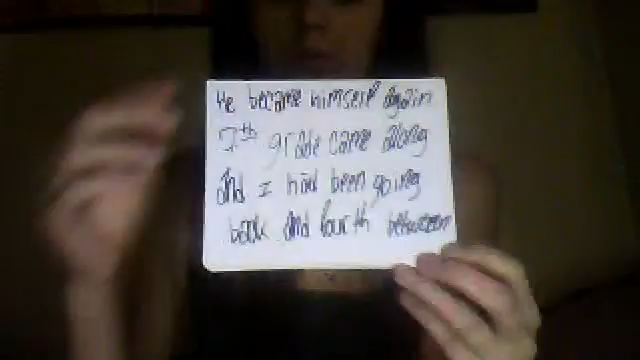 He became himself again
7th grade came along
and I had been going
back and fourth between